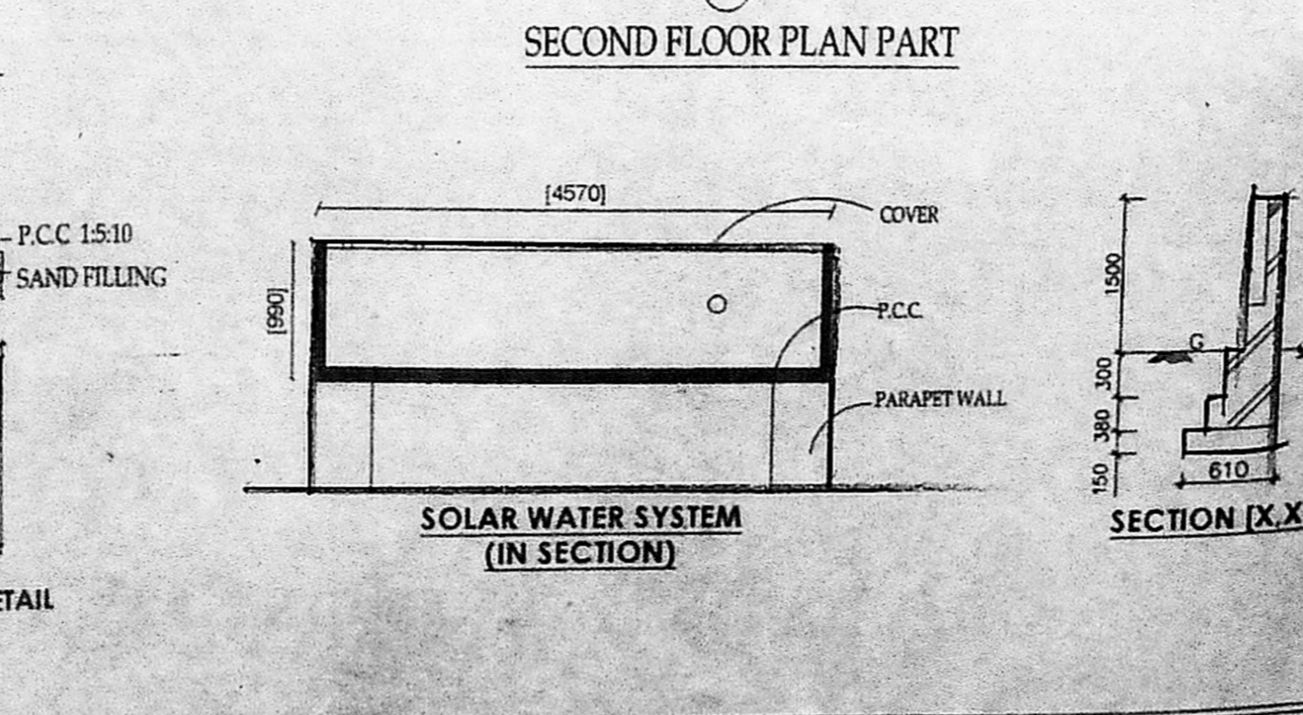 SECOND FLOOR PLAN PART
P.C.C 1:5:10
SAND FILLING
[4570]
COVER
[990]
P.C.C.
PARAPET WALL
SOLAR WATER SYSTEM
(IN SECTION)
1500
G
300
380
150
610
SECTION [X,X
ETAIL